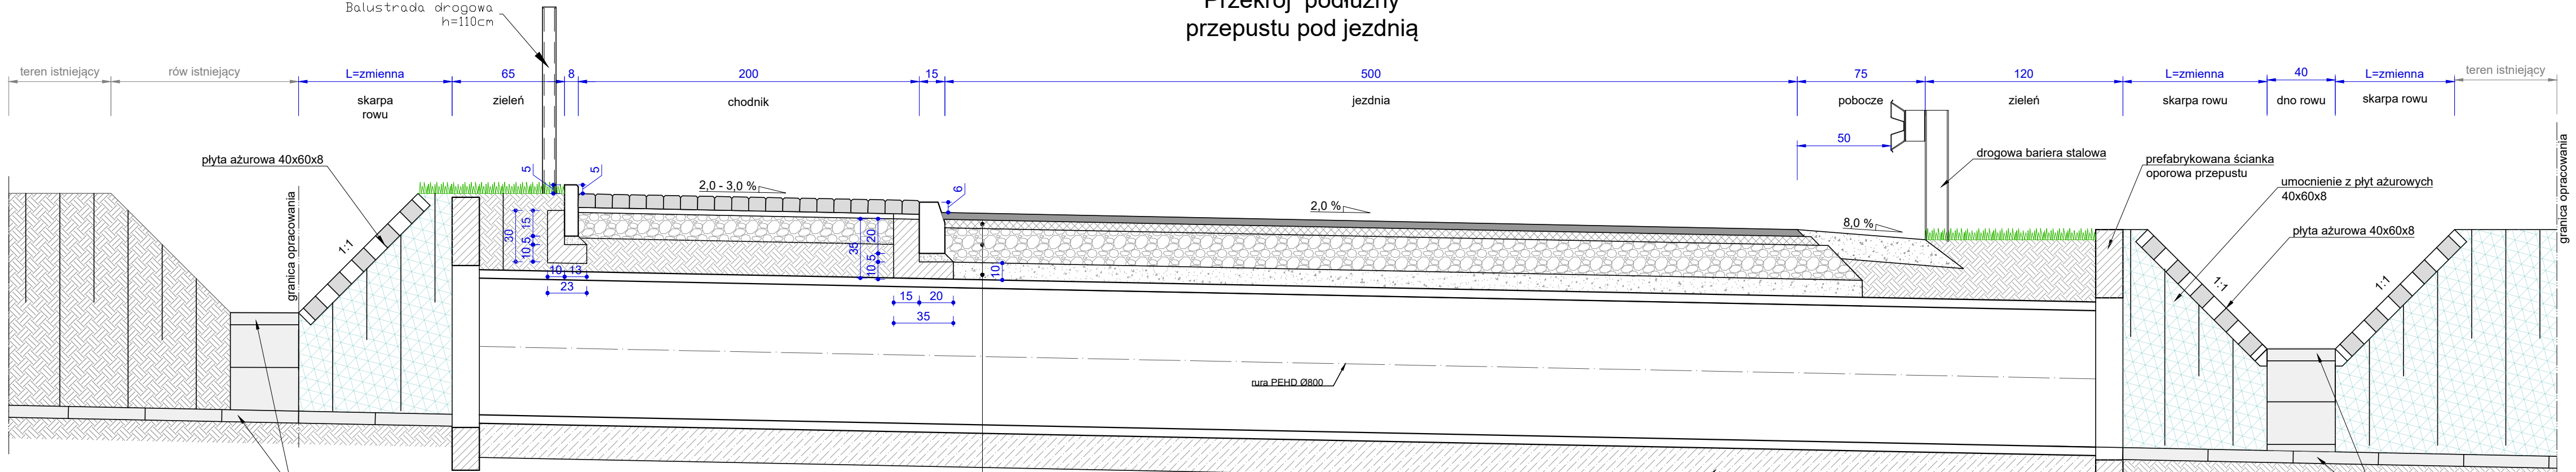 Przekrój podłużny
przepustu pod jezdnią
Balustrada drogowa
h=110cm
teren istniejący
rów istniejący
L=zmienna
65
8
200
15
500
75
120
L=zmienna
40
L=zmienna
teren istniejący
skarpa
rowu
zieleń
chodnik
jezdnia
pobocze
zieleń
skarpa rowu
dno rowu
skarpa rowu
50
płyta ażurowa 40x60x8
drogowa bariera stalowa
prefabrykowana ścianka
oporowa przepustu
umocnienie z płyt ażurowych
40x60x8
płyta ażurowa 40x60x8
granica opracowania
granica opracowania
1:1
1:1
1:1
5
5
2,0 - 3,0 %
6
2,0 %
8,0 %
30
15
5
10
10
13
23
35
20
5
10
10
15
20
35
rura PEHD Ø800